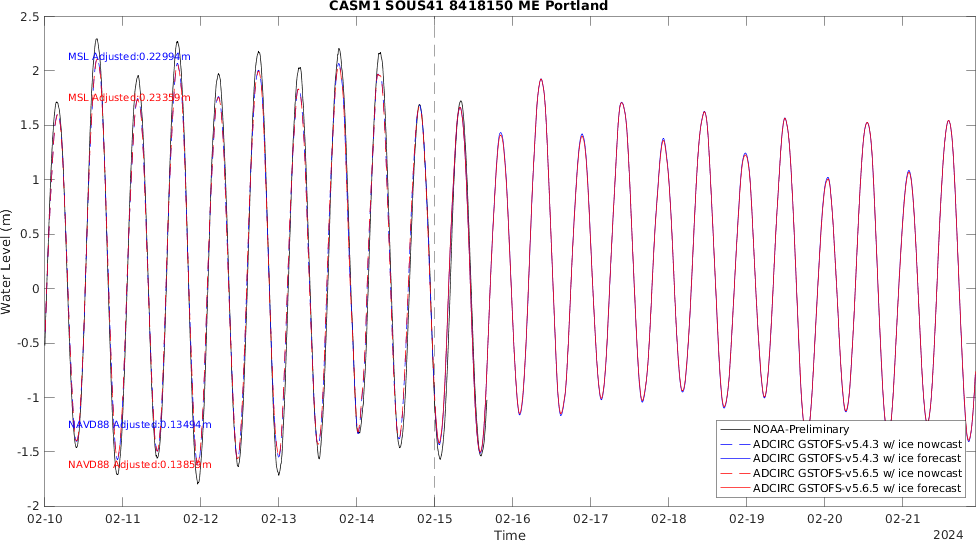 CASM1 SOUS41 8418150 ME Portland
2.5
2
1.5
1
0.5
0
-0.5
-1
-1.5
-2
Water Level (m)
MSL Adjusted:0.22994m
MSL Adjusted:0.23359m
NAVD88 Adjusted:0.13494m
NAVD88 Adjusted:0.13859m
NOAA-Preliminary
ADCIRC GSTOFS-v5.4.3 w/ ice nowcast
ADCIRC GSTOFS-v5.4.3 w/ ice forecast
ADCIRC GSTOFS-v5.6.5 w/ ice nowcast
ADCIRC GSTOFS-v5.6.5 w/ ice forecast
02-10 02-11 02-12 02-13 02-14 02-15 02-16 02-17 02-18 02-19 02-20 02-21
Time
2024